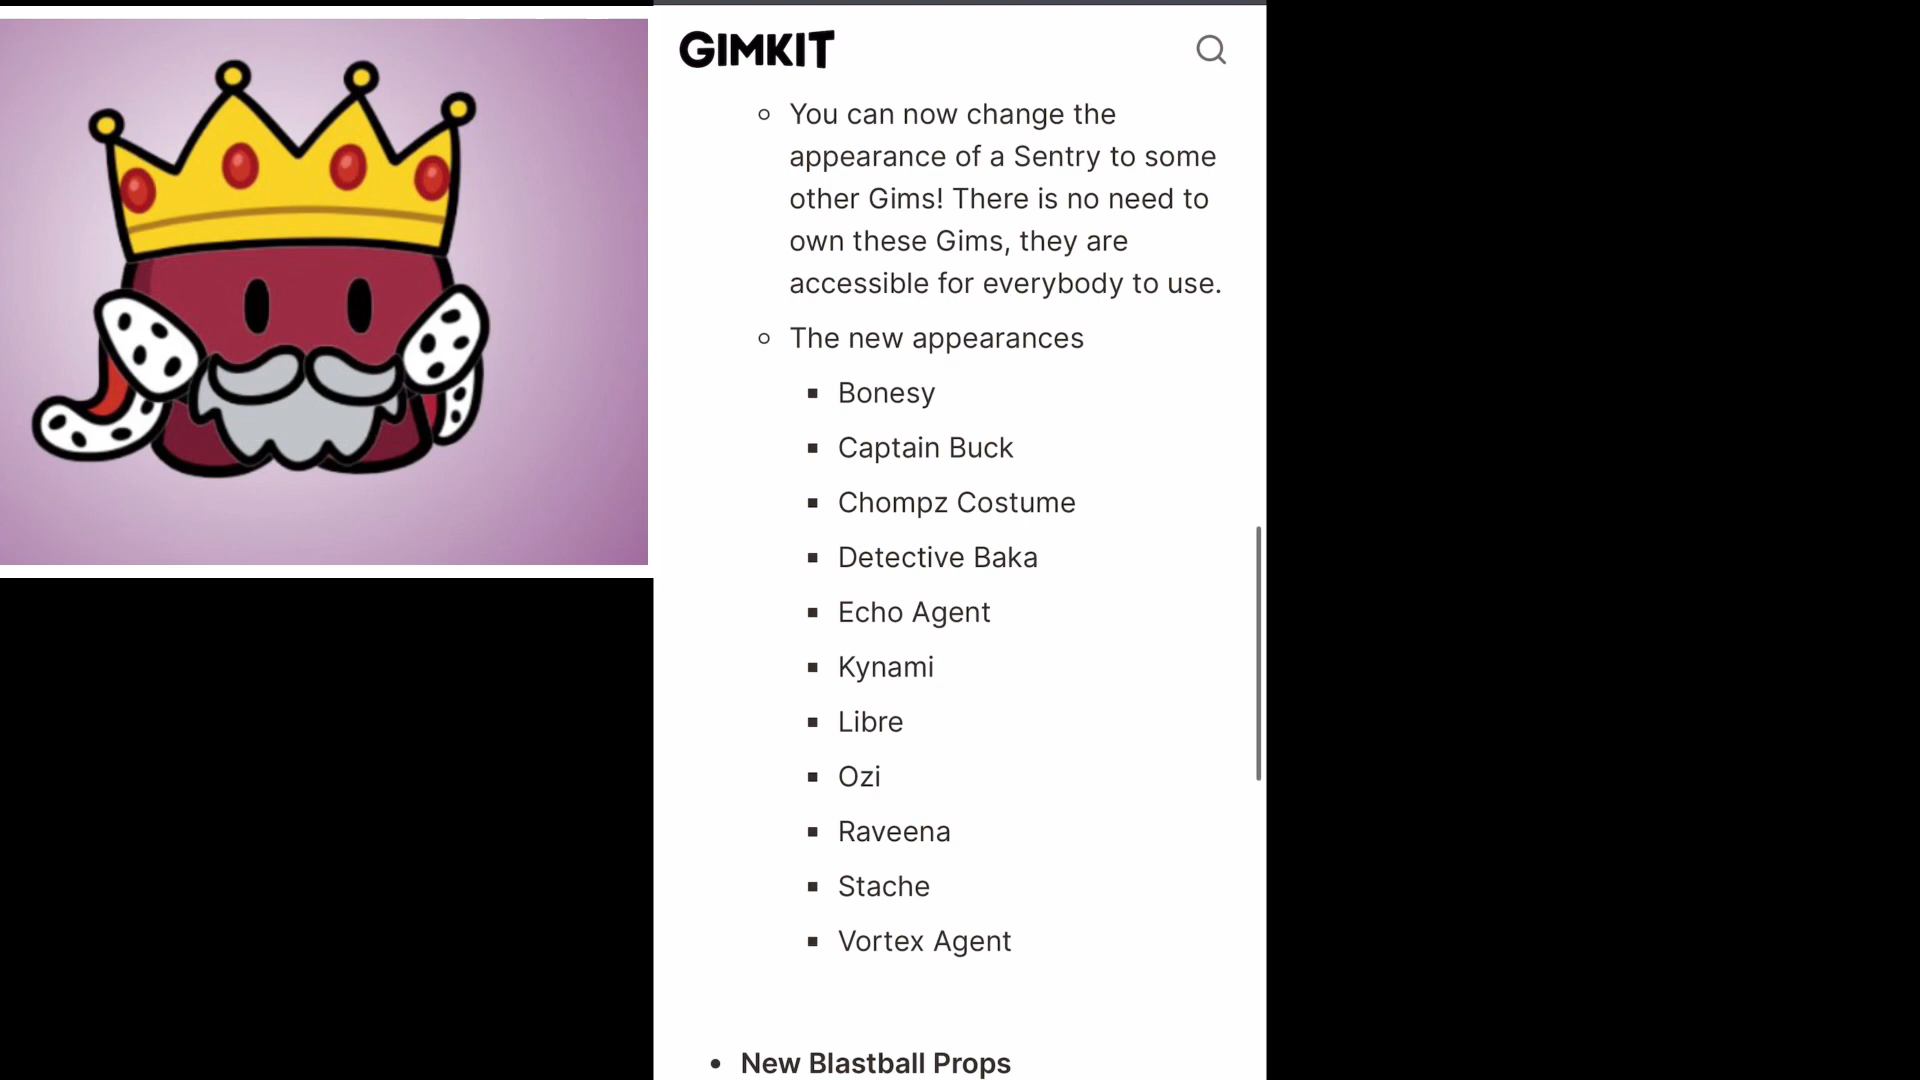 GIMKIT
You can now change the
appearance of a Sentry to some
other Gims! There is no need to
own these Gims, they are
accessible for everybody to use.
The new appearances
Bonesy
Captain Buck
Chompz Costume
Detective Baka
Echo Agent
Kynami
Libre
Ozi
Raveena
Stache
Vortex Agent
New Blastball Props